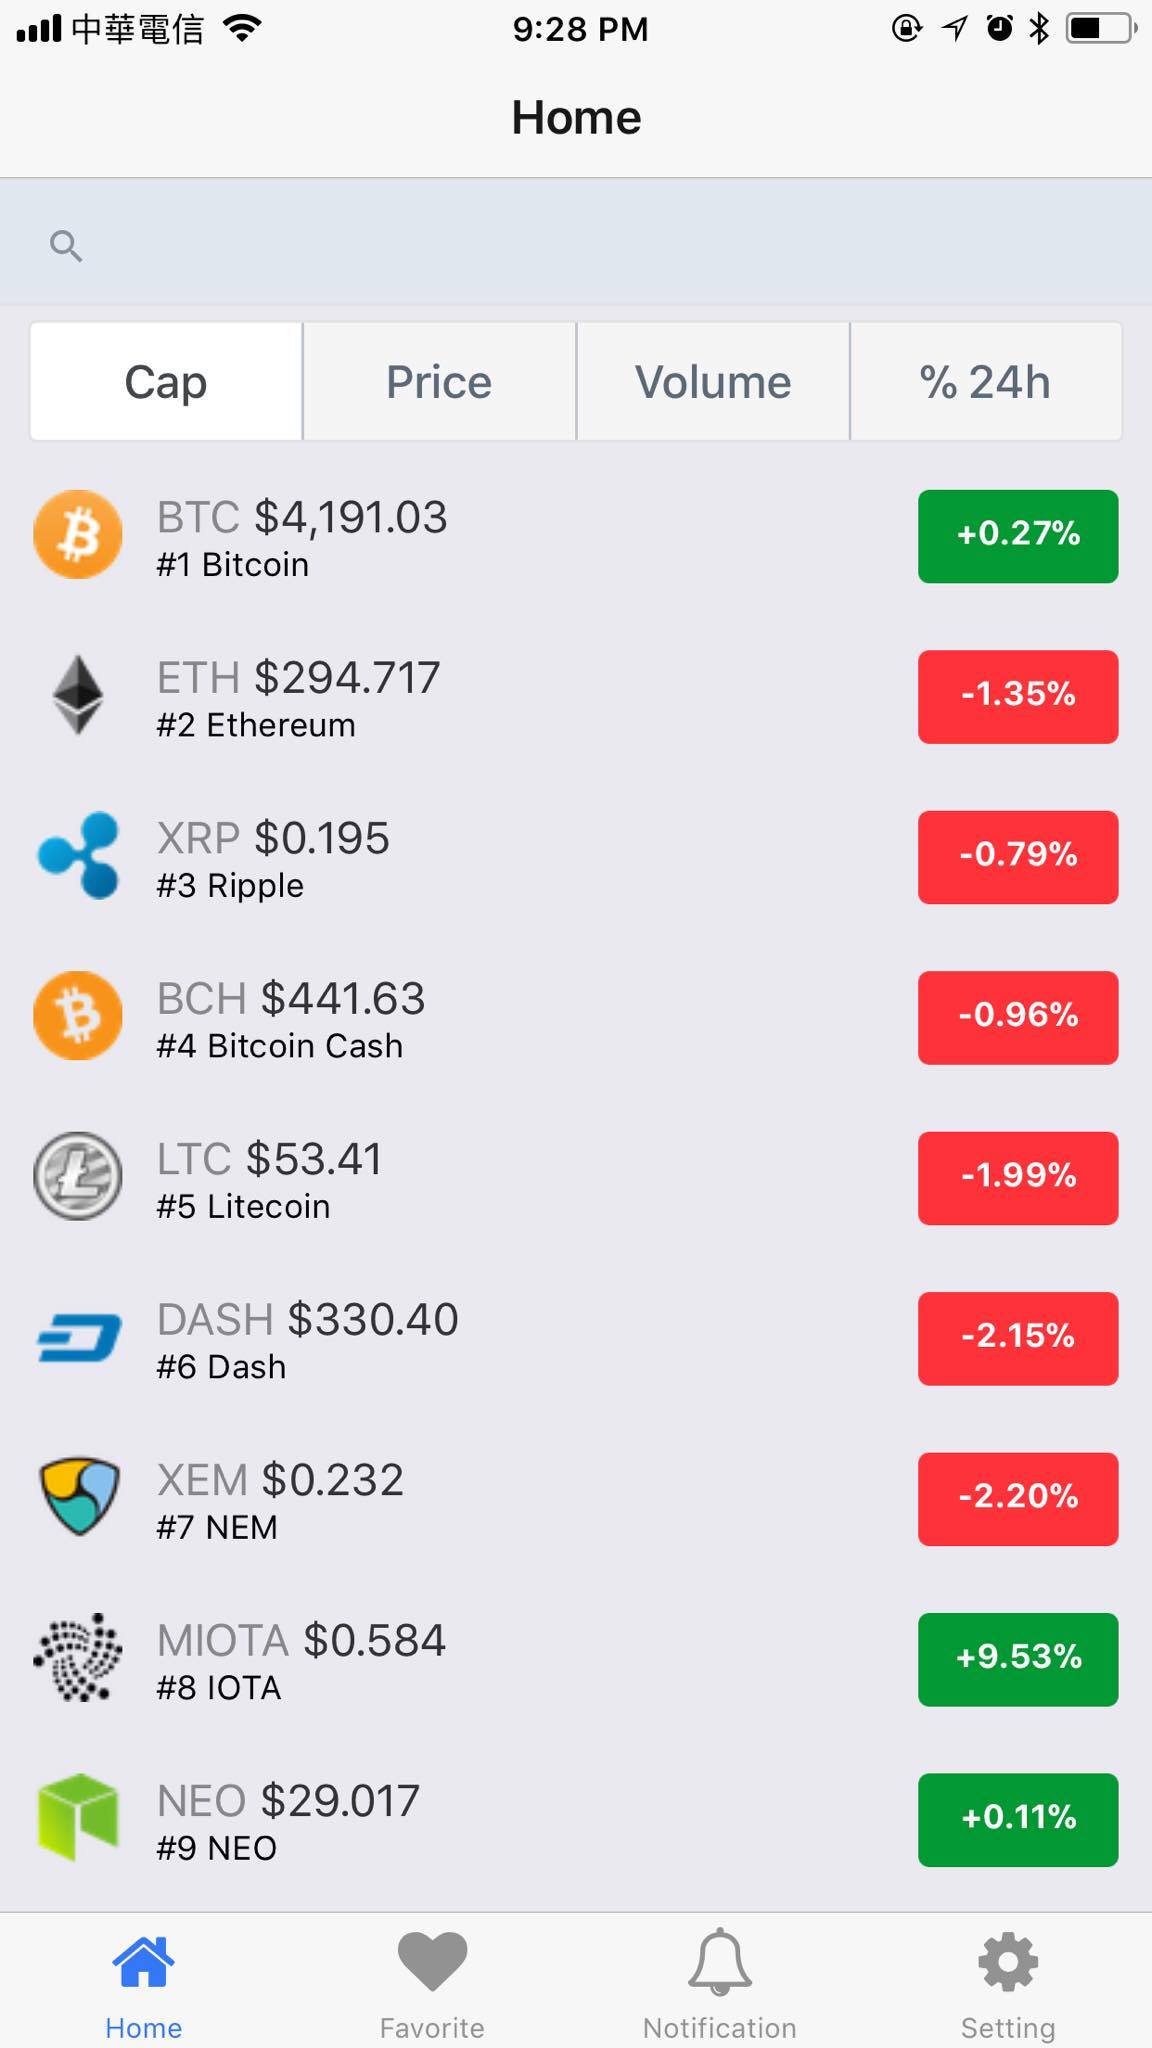 中華電信 9:28 PM
Home
Cap Price Volume % 24h
BTC $4,191.03
#1 Bitcoin
+0.27%
ETH $294.717
#2 Ethereum
-1.35%
XRP $0.195
#3 Ripple
-0.79%
BCH $441.63
#4 Bitcoin Cash
-0.96%
LTC $53.41
#5 Litecoin
-1.99%
DASH $330.40
#6 Dash
-2.15%
XEM $0.232
#7 NEM
-2.20%
MIOTA $0.584
#8 IOTA
+9.53%
NEO $29.017
#9 NEO
+0.11%
Home Favorite Notification Setting